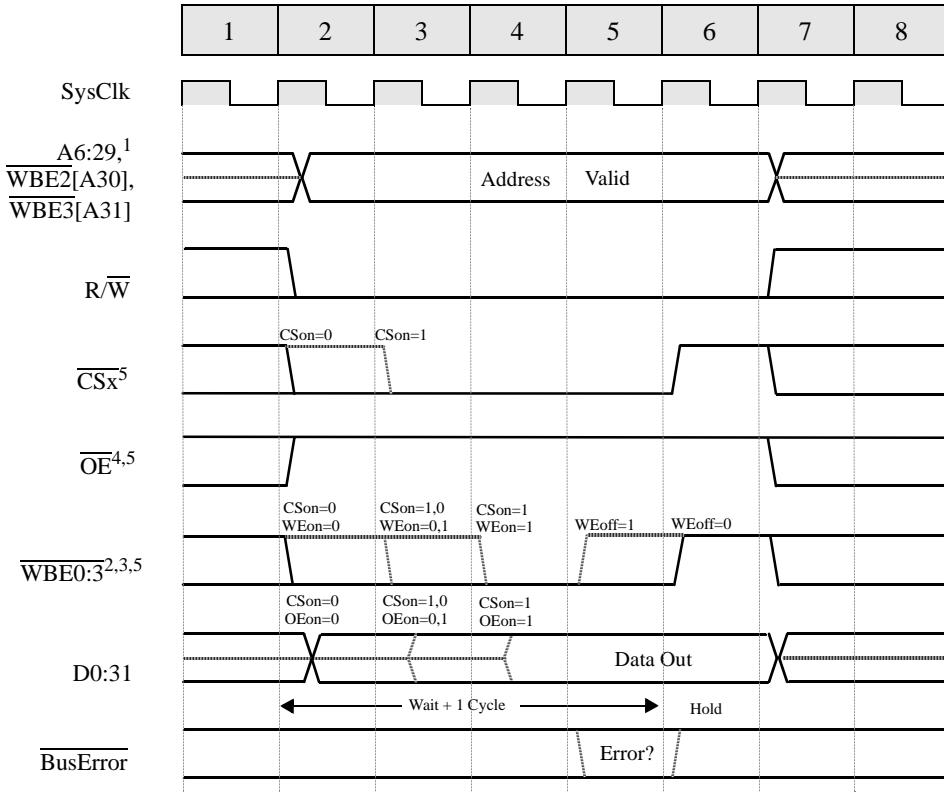 1 2 3 4 5 6 7 8
SysClk
A6:29,1
WBE2[A30],
WBE3[A31]
Address Valid
R/W
CSon=0 CSon=1
CSx5
OE4,5
CSon=0 CSon=1,0 CSon=1
WEon=0 WEon=0,1 WEon=1 WEoff=1 WEoff=0
WBE0:32,3,5
CSon=0 CSon=1,0 CSon=1
OEon=0 OEon=0,1 OEon=1
D0:31
Data Out
Wait + 1 Cycle Hold
BusError
Error?